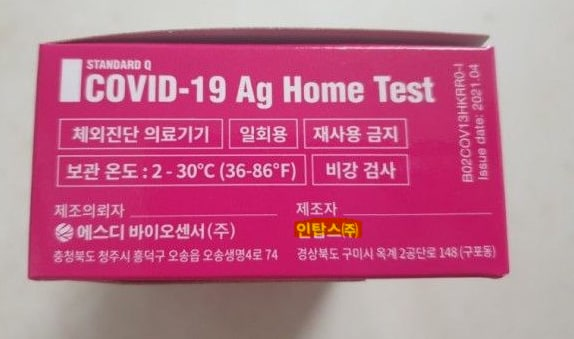 STANDARD Q
COVID-19 Ag Home Test
체외진단 의료기기
일회용
재사용 금지
보관 온도 : 2 - 30°C (36-86°F)
비강 검사
제조의뢰자
에스디 바이오센서(주)
충청북도 청주시 흥덕구 오송읍 오송생명4로 74
제조자
인탑스㈜
경상북도 구미시 옥계 2공단로 148 (구포동)
B02COV13HKRR0-I
Issue date: 2021.04